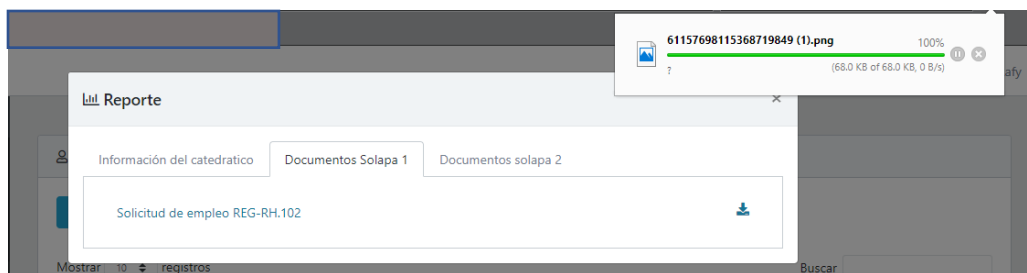 61157698115368719849 (1).png
100%
?
(68.0 KB of 68.0 KB, 0 B/s)
afy
Reporte
×
Información del catedratico
Documentos Solapa 1
Documentos solapa 2
Solicitud de empleo REG-RH.102
Mostrar 10 registros
Buscar